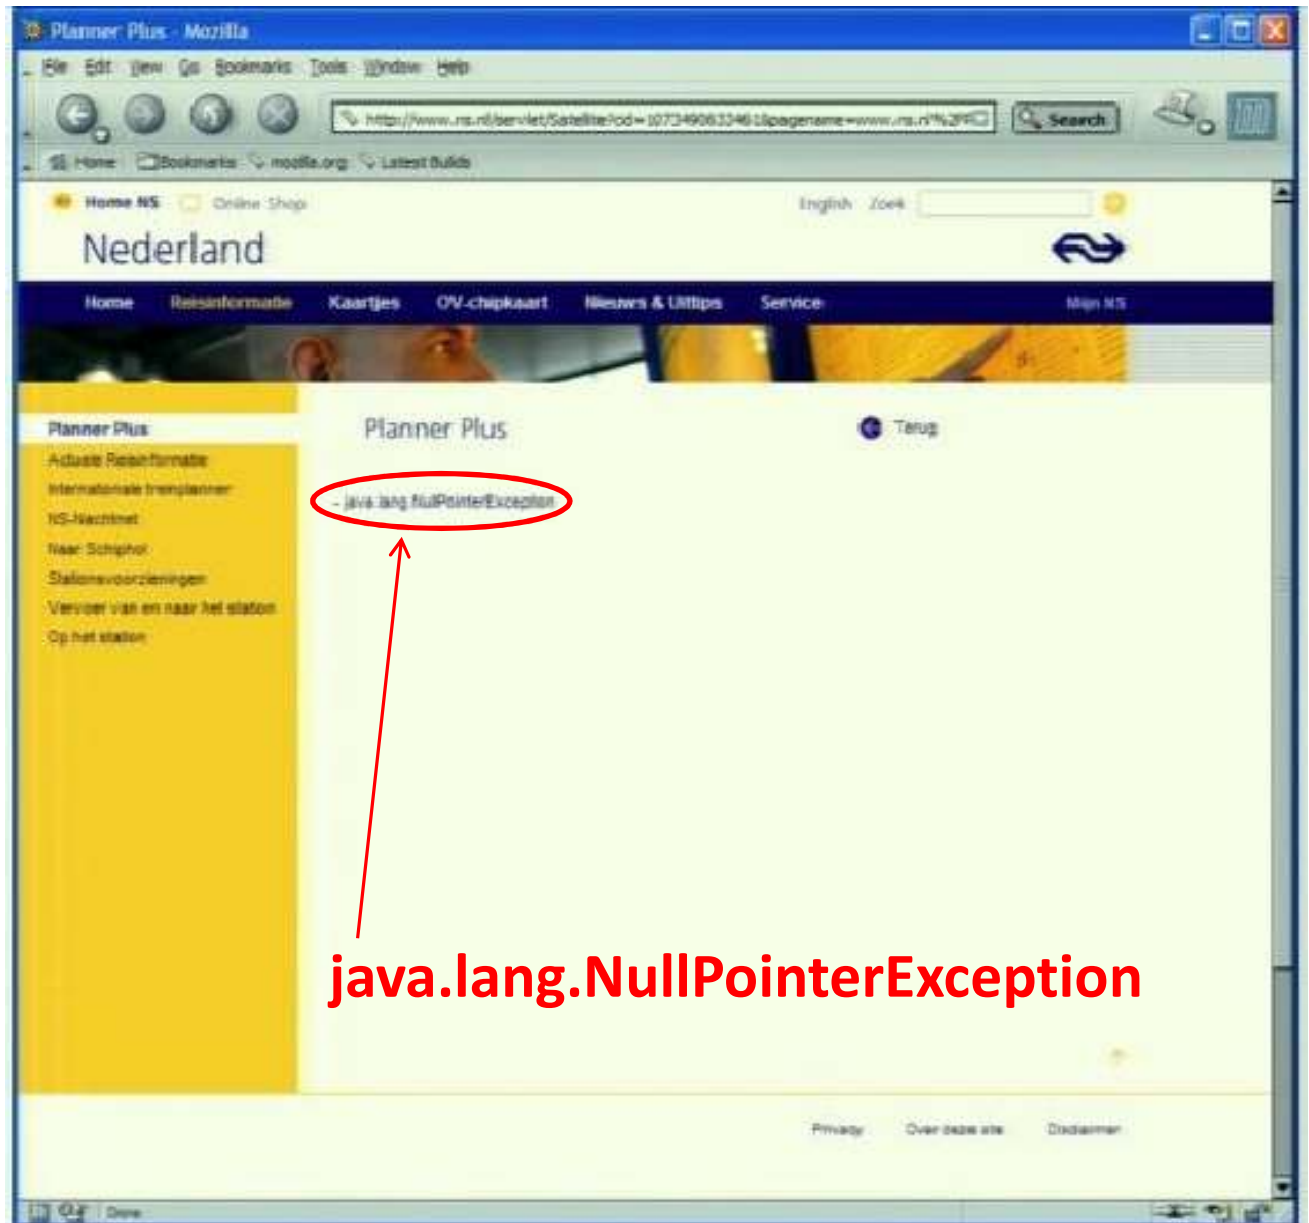 Planner Plus - Mozilla
File Edit View Go Bookmarks Tools Window Help
Search
Home Bookmarks mozilla.org Latest Builds
Home NS Online Shop English Zoek
Nederland
Home Reisinformatie Kaartjes OV-chipkaart Nieuws & Uittips Service Mijn NS
Planner Plus
Planner Plus
Terug
Actuele Reisinformatie
Internationale treinplanner
- java.lang.NullPointerException
NS-Nachtnet
Naar Schiphol
Stationsvoorzieningen
Vervoer van en naar het station
Op het station
java.lang.NullPointerException
Privacy Over deze site Disclaimer
Done